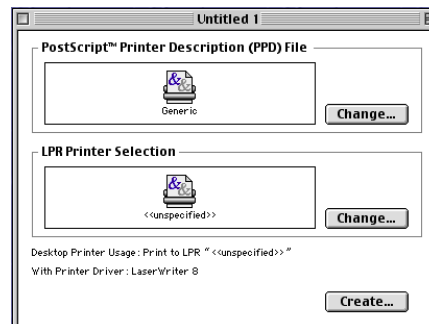 Untitled 1
PostScript™ Printer Description (PPD) File
Generic
Change...
LPR Printer Selection
<<unspecified>>
Change...
Desktop Printer Usage: Print to LPR "<<unspecified>>"
With Printer Driver: LaserWriter 8
Create...